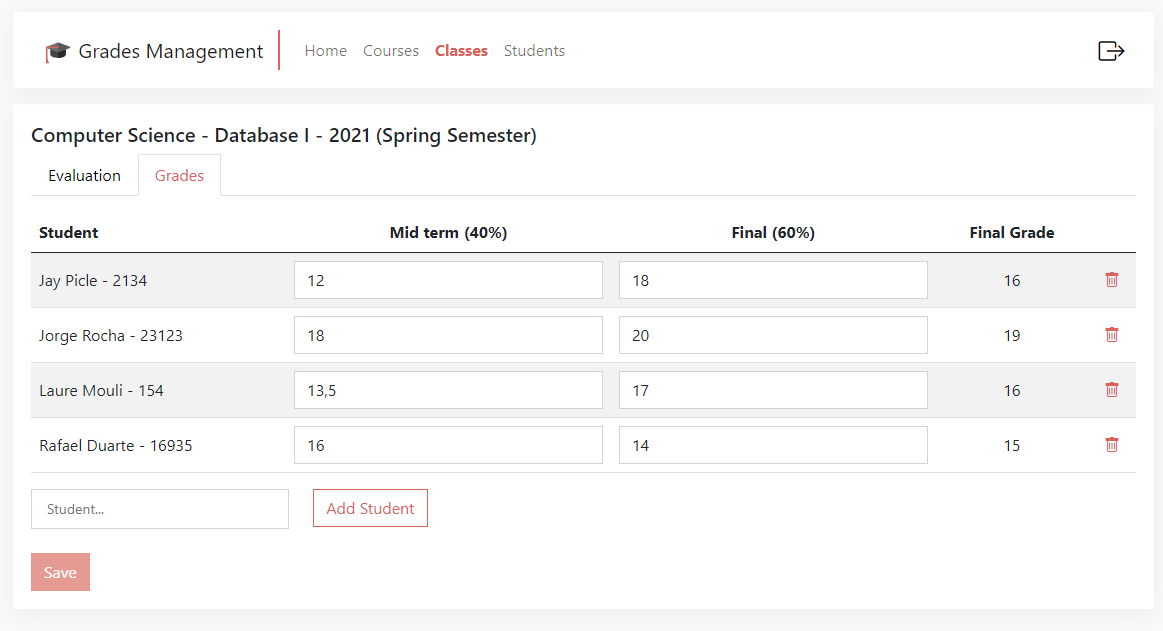 Grades Management Home Courses Classes Students
Computer Science - Database I - 2021 (Spring Semester)
Evaluation Grades
Student Mid term (40%) Final (60%) Final Grade
Jay Picle - 2134 12 18 16
Jorge Rocha - 23123 18 20 19
Laure Mouli - 154 13,5 17 16
Rafael Duarte - 16935 16 14 15
Student... Add Student
Save